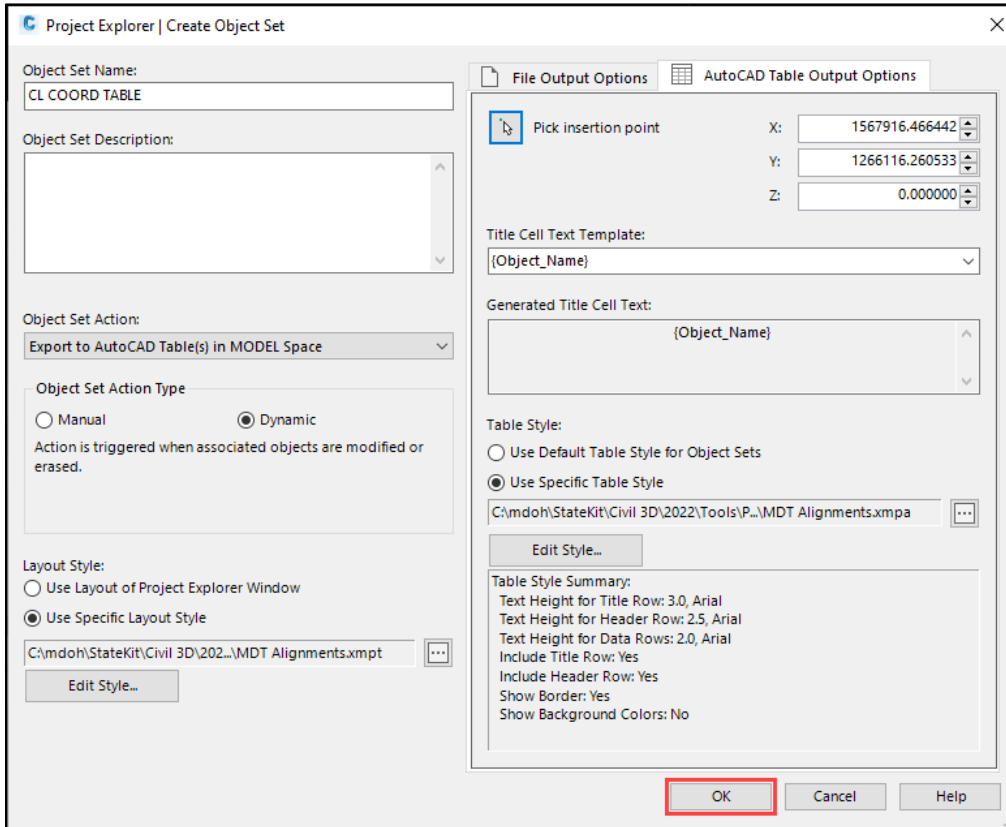 Project Explorer | Create Object Set
Object Set Name:
CL COORD TABLE
Object Set Description:
Object Set Action:
Export to AutoCAD Table(s) in MODEL Space
Object Set Action Type
Manual
Dynamic
Action is triggered when associated objects are modified or
erased.
Layout Style:
Use Layout of Project Explorer Window
Use Specific Layout Style
C:\mdoh\StateKit\Civil 3D\202...\MDT Alignments.xmpt
...
Edit Style...
File Output Options
AutoCAD Table Output Options
Pick insertion point
X:
1567916.466442
Y:
1266116.260533
Z:
0.000000
Title Cell Text Template:
{Object_Name}
Generated Title Cell Text:
{Object_Name}
Table Style:
Use Default Table Style for Object Sets
Use Specific Table Style
C:\mdoh\StateKit\Civil 3D\2022\Tools\P...\MDT Alignments.xmpa
...
Edit Style...
Table Style Summary:
Text Height for Title Row: 3.0, Arial
Text Height for Header Row: 2.5, Arial
Text Height for Data Rows: 2.0, Arial
Include Title Row: Yes
Include Header Row: Yes
Show Border: Yes
Show Background Colors: No
OK
Cancel
Help